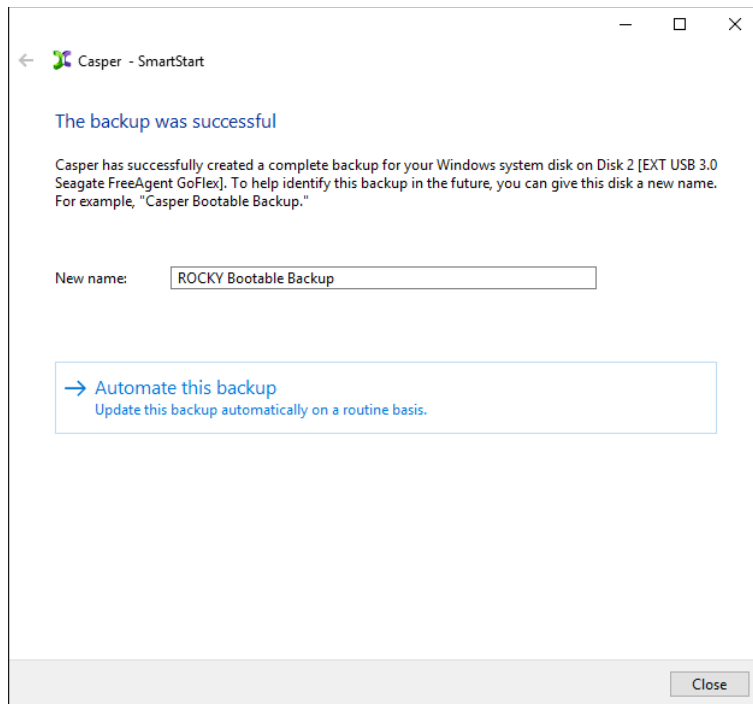 Casper - SmartStart
The backup was successful
Casper has successfully created a complete backup for your Windows system disk on Disk 2 [EXT USB 3.0
Seagate FreeAgent GoFlex]. To help identify this backup in the future, you can give this disk a new name.
For example, "Casper Bootable Backup."
New name: ROCKY Bootable Backup
Automate this backup
Update this backup automatically on a routine basis.
Close